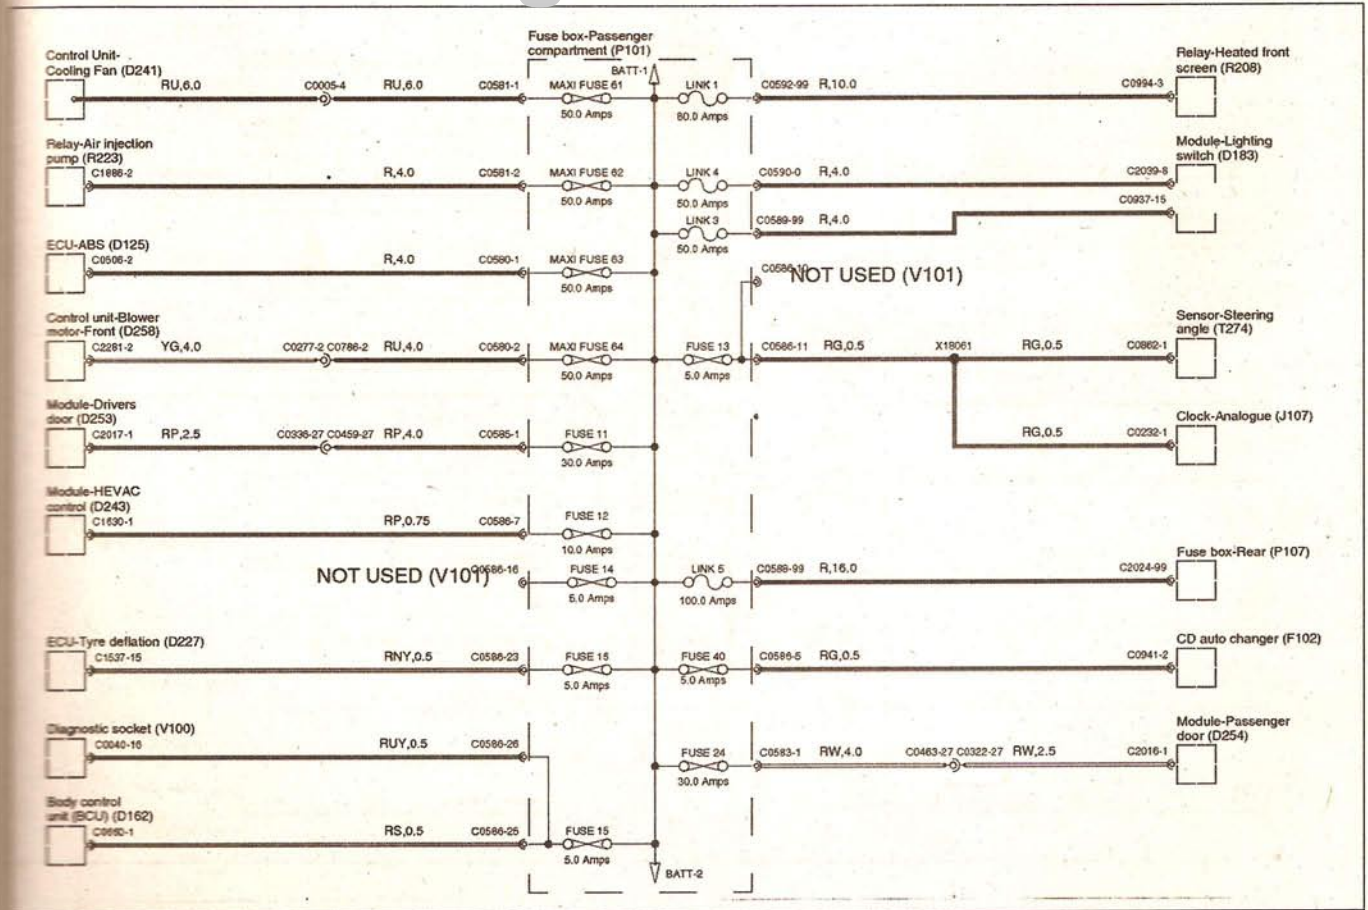 Fuse box-Passenger
compartment (P101)
BATT-1
Control Unit-
Cooling Fan (D241)
RU,6.0 C0005-4 RU,6.0 C0581-1
MAXI FUSE 61
50.0 Amps
LINK 1
80.0 Amps
C0592-99 R,10.0 C0994-3
Relay-Heated front
screen (R208)
Relay-Air injection
pump (R223)
C1886-2 R,4.0 C0581-2
MAXI FUSE 62
50.0 Amps
LINK 4
50.0 Amps
C0590-0 R,4.0 C2039-8
Module-Lighting
switch (D183)
C0937-15
LINK 3
50.0 Amps
C0589-99 R,4.0
ECU-ABS (D125)
C0506-2 R,4.0 C0580-1
MAXI FUSE 63
50.0 Amps
C0586-10
NOT USED (V101)
Control unit-Blower
motor-Front (D258)
C2281-2 YG,4.0 C0277-2 C0786-2 RU,4.0 C0580-2
MAXI FUSE 64
50.0 Amps
FUSE 13
5.0 Amps
C0586-11 RG,0.5 X18061 RG,0.5 C0862-1
Sensor-Steering
angle (T274)
Module-Drivers
door (D253)
C2017-1 RP,2.5 C0336-27 C0459-27 RP,4.0 C0585-1
FUSE 11
30.0 Amps
RG,0.5 C0232-1
Clock-Analogue (J107)
Module-HEVAC
control (D243)
C1630-1 RP,0.75 C0586-7
FUSE 12
10.0 Amps
NOT USED (V101)
C0586-16
FUSE 14
5.0 Amps
LINK 5
100.0 Amps
C0588-99 R,16.0 C2024-99
Fuse box-Rear (P107)
ECU-Tyre deflation (D227)
C1537-15 RNY,0.5 C0586-23
FUSE 15
5.0 Amps
FUSE 40
5.0 Amps
C0586-5 RG,0.5 C0941-2
CD auto changer (F102)
Diagnostic socket (V100)
C0040-16 RUY,0.5 C0586-26
FUSE 24
30.0 Amps
C0583-1 RW,4.0 C0463-27 C0322-27 RW,2.5 C2016-1
Module-Passenger
door (D254)
Body control
unit (BCU) (D162)
C0660-1 RS,0.5 C0586-25
FUSE 15
5.0 Amps
BATT-2